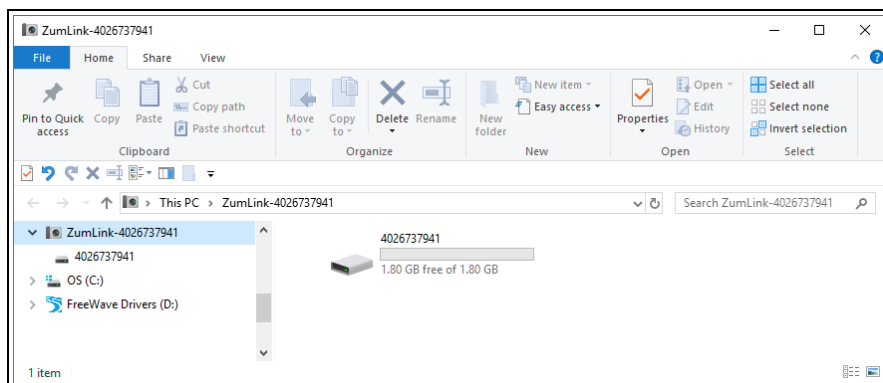 ZumLink-4026737941
File Home Share View
Pin to Quick access
Copy
Paste
Cut
Copy path
Paste shortcut
Clipboard
Move to
Copy to
Delete
Rename
Organize
New folder
New item
Easy access
New
Properties
Open
Edit
History
Open
Select all
Select none
Invert selection
Select
This PC > ZumLink-4026737941
Search ZumLink-4026737941
ZumLink-4026737941
4026737941
OS (C:)
FreeWave Drivers (D:)
4026737941
1.80 GB free of 1.80 GB
1 item